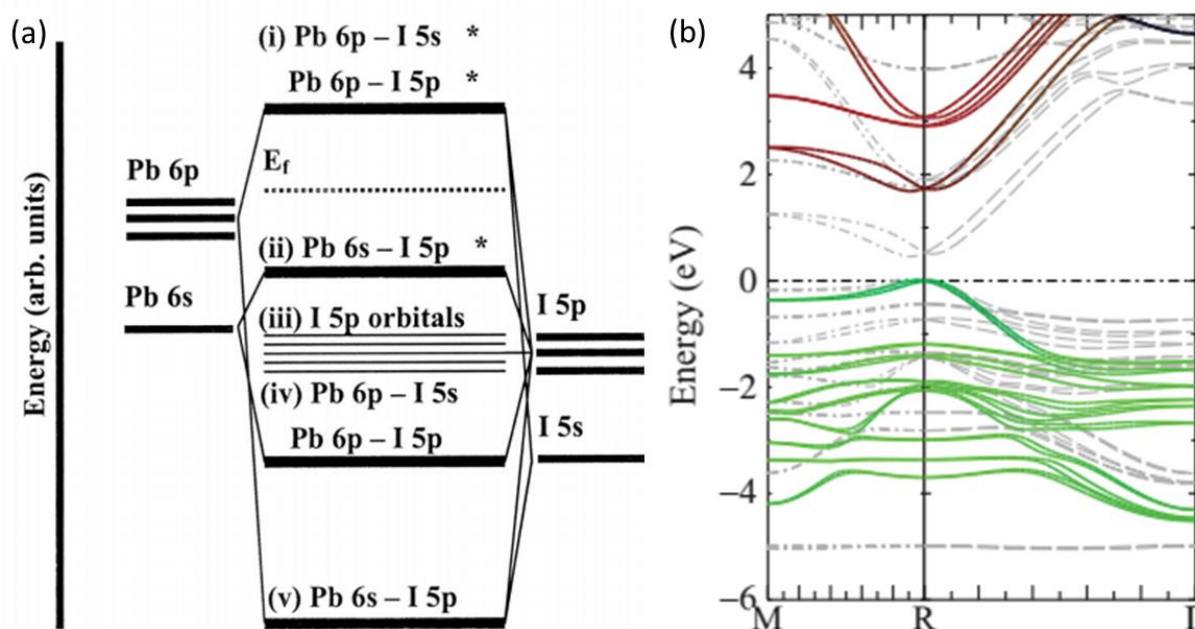 (a)
Energy (arb. units)
(i) Pb 6p – I 5s *
Pb 6p – I 5p *
Pb 6p
E_f
(ii) Pb 6s – I 5p *
Pb 6s
I 5p
(iii) I 5p orbitals
(iv) Pb 6p – I 5s
Pb 6p – I 5p
I 5s
(v) Pb 6s – I 5p
(b)
Energy (eV)
4
2
0
−2
−4
−6
M
R